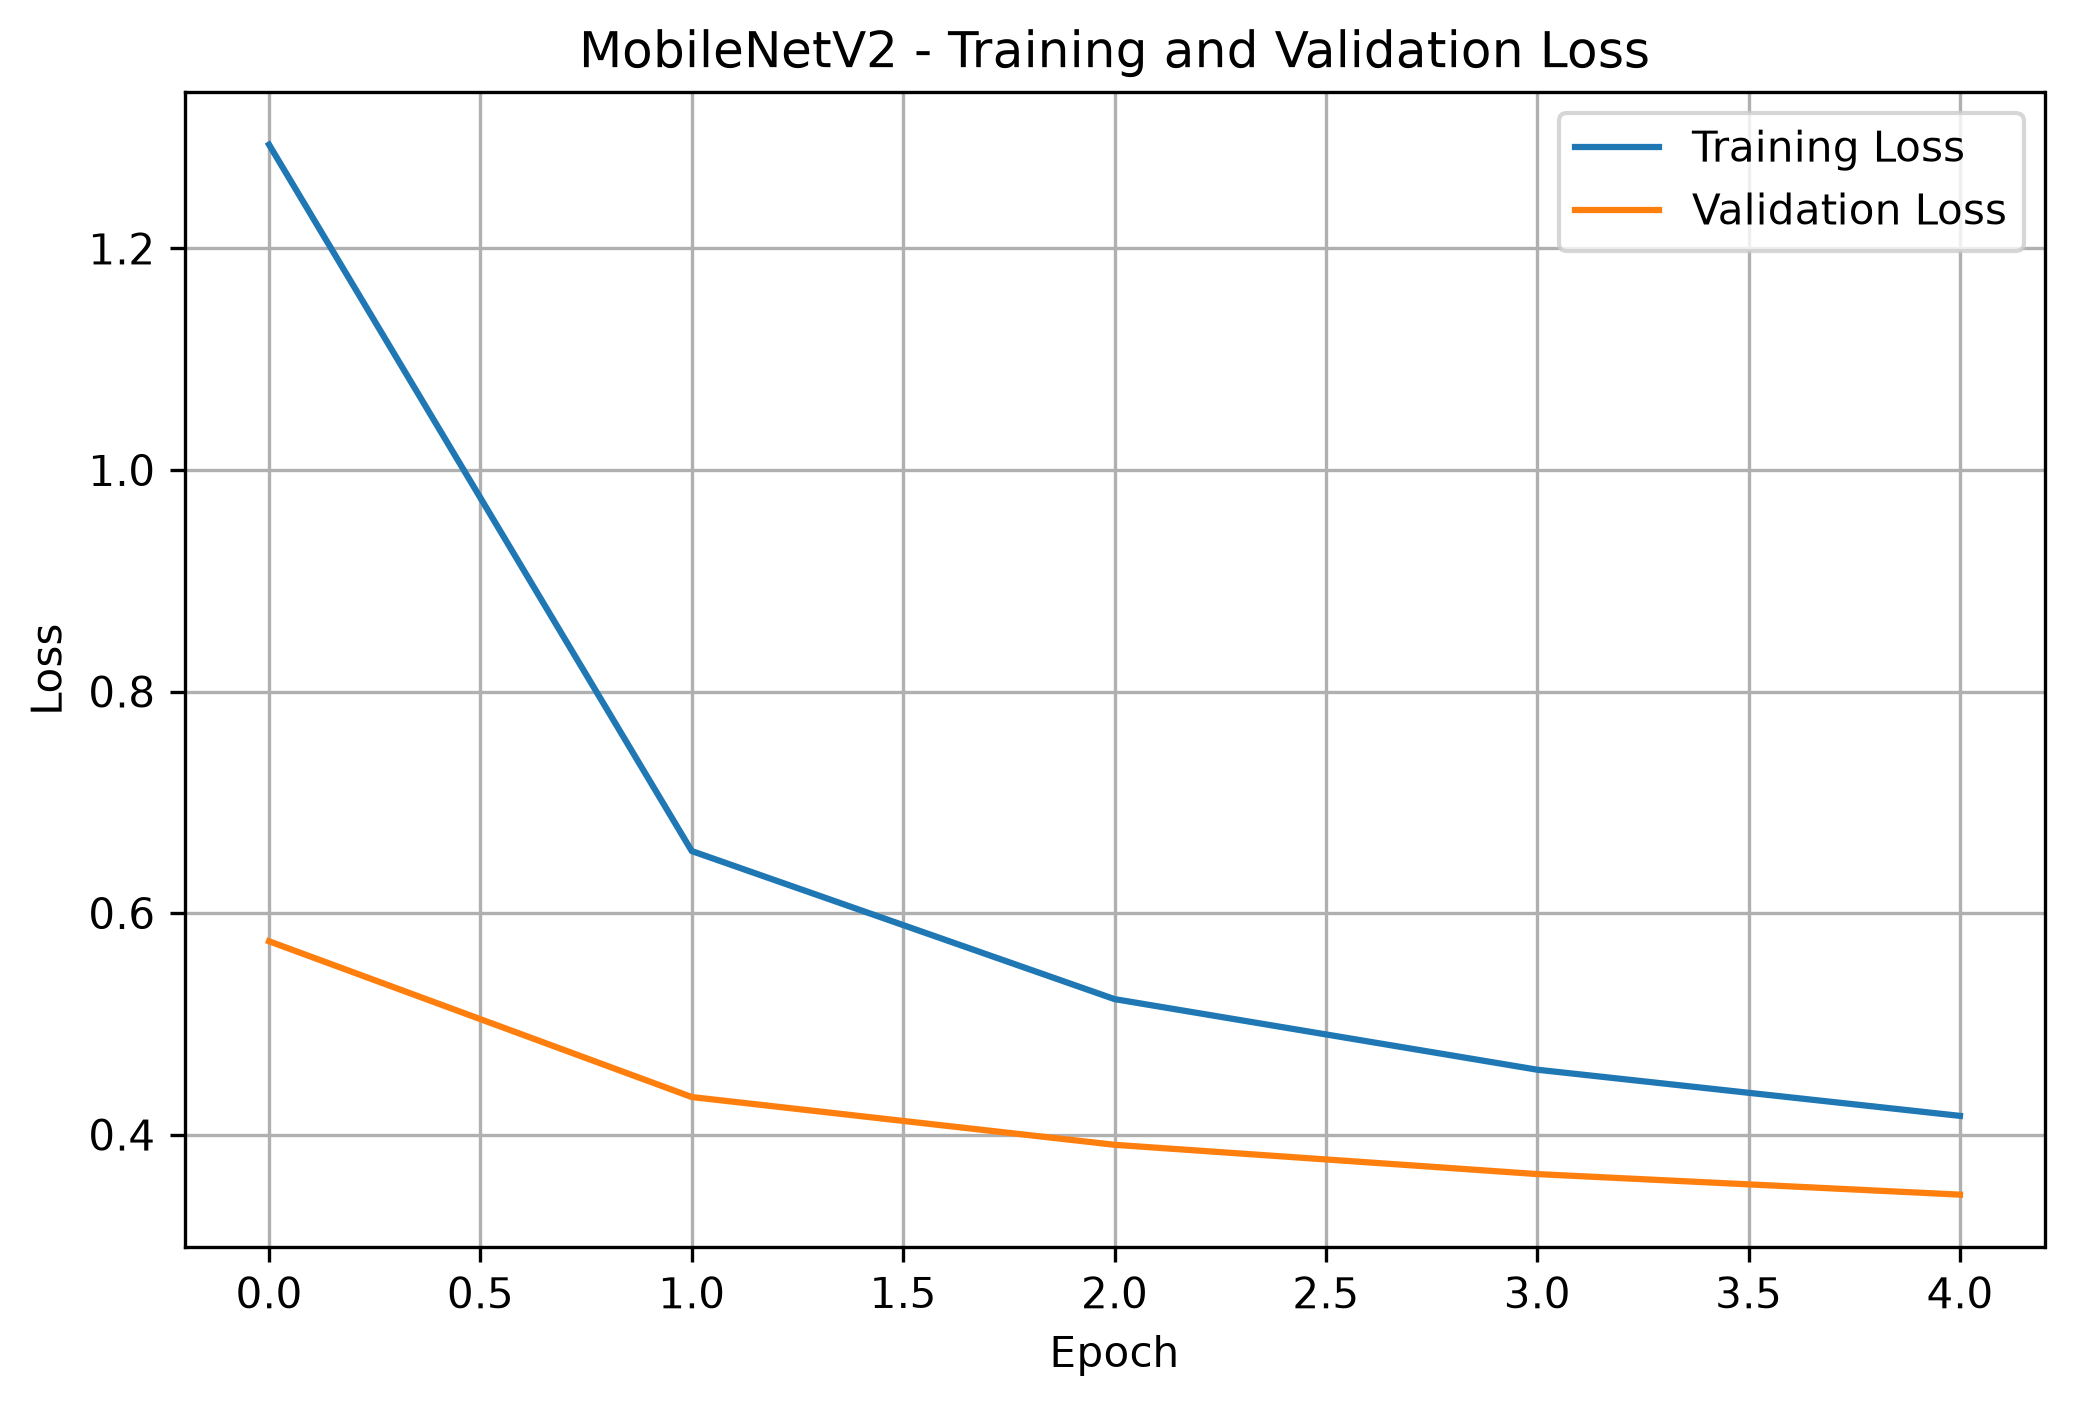 MobileNetV2 - Training and Validation Loss
Training Loss
Validation Loss
1.2
1.0
0.8
0.6
0.4
Loss
0.0 0.5 1.0 1.5 2.0 2.5 3.0 3.5 4.0
Epoch